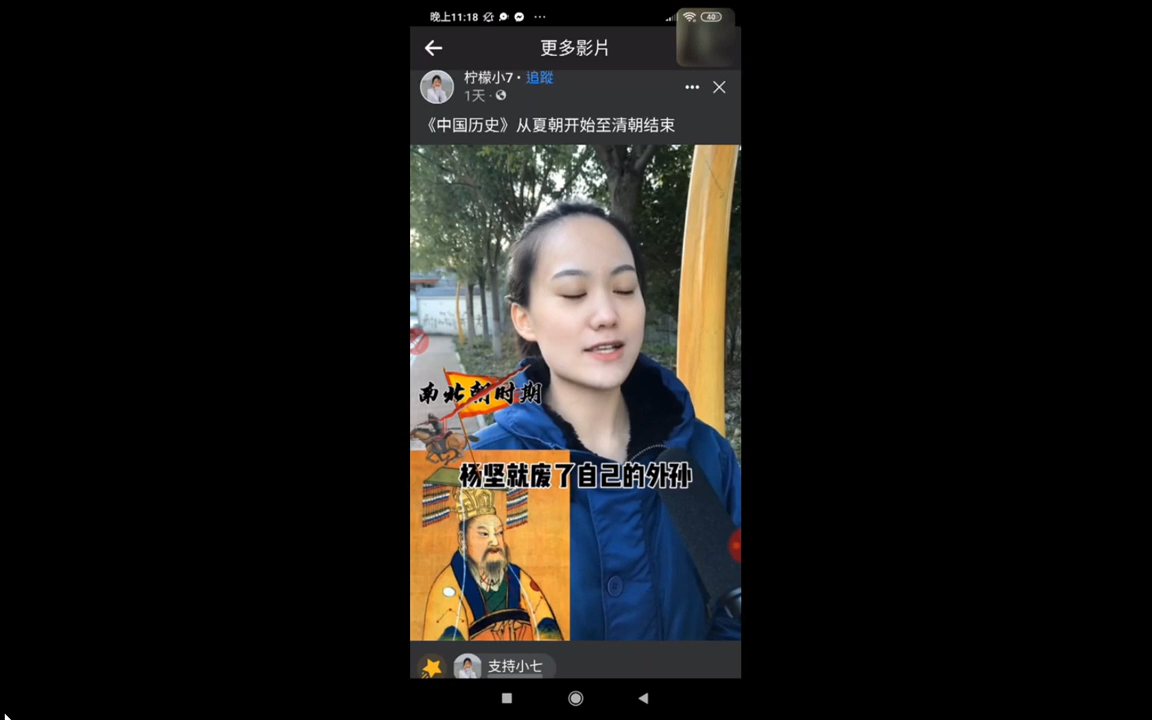 晚上11:18
40
更多影片
柠檬小7 · 追蹤
1天
《中国历史》从夏朝开始至清朝结束
南北朝时期
杨坚就废了自己的外孙
支持小七